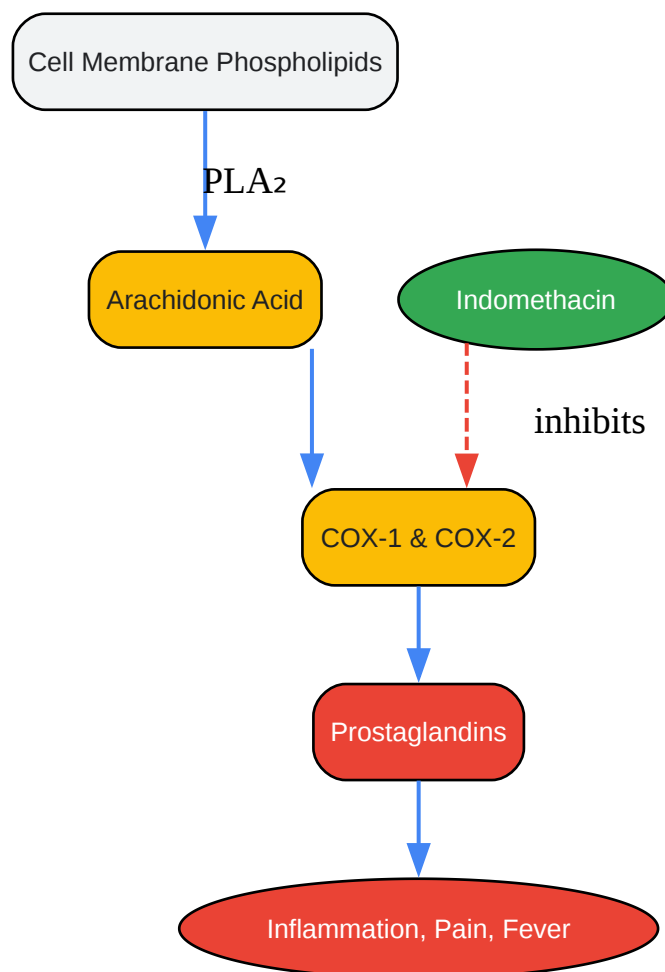 Cell Membrane Phospholipids
PLA₂
Arachidonic Acid
Indomethacin
inhibits
COX-1 & COX-2
Prostaglandins
Inflammation, Pain, Fever